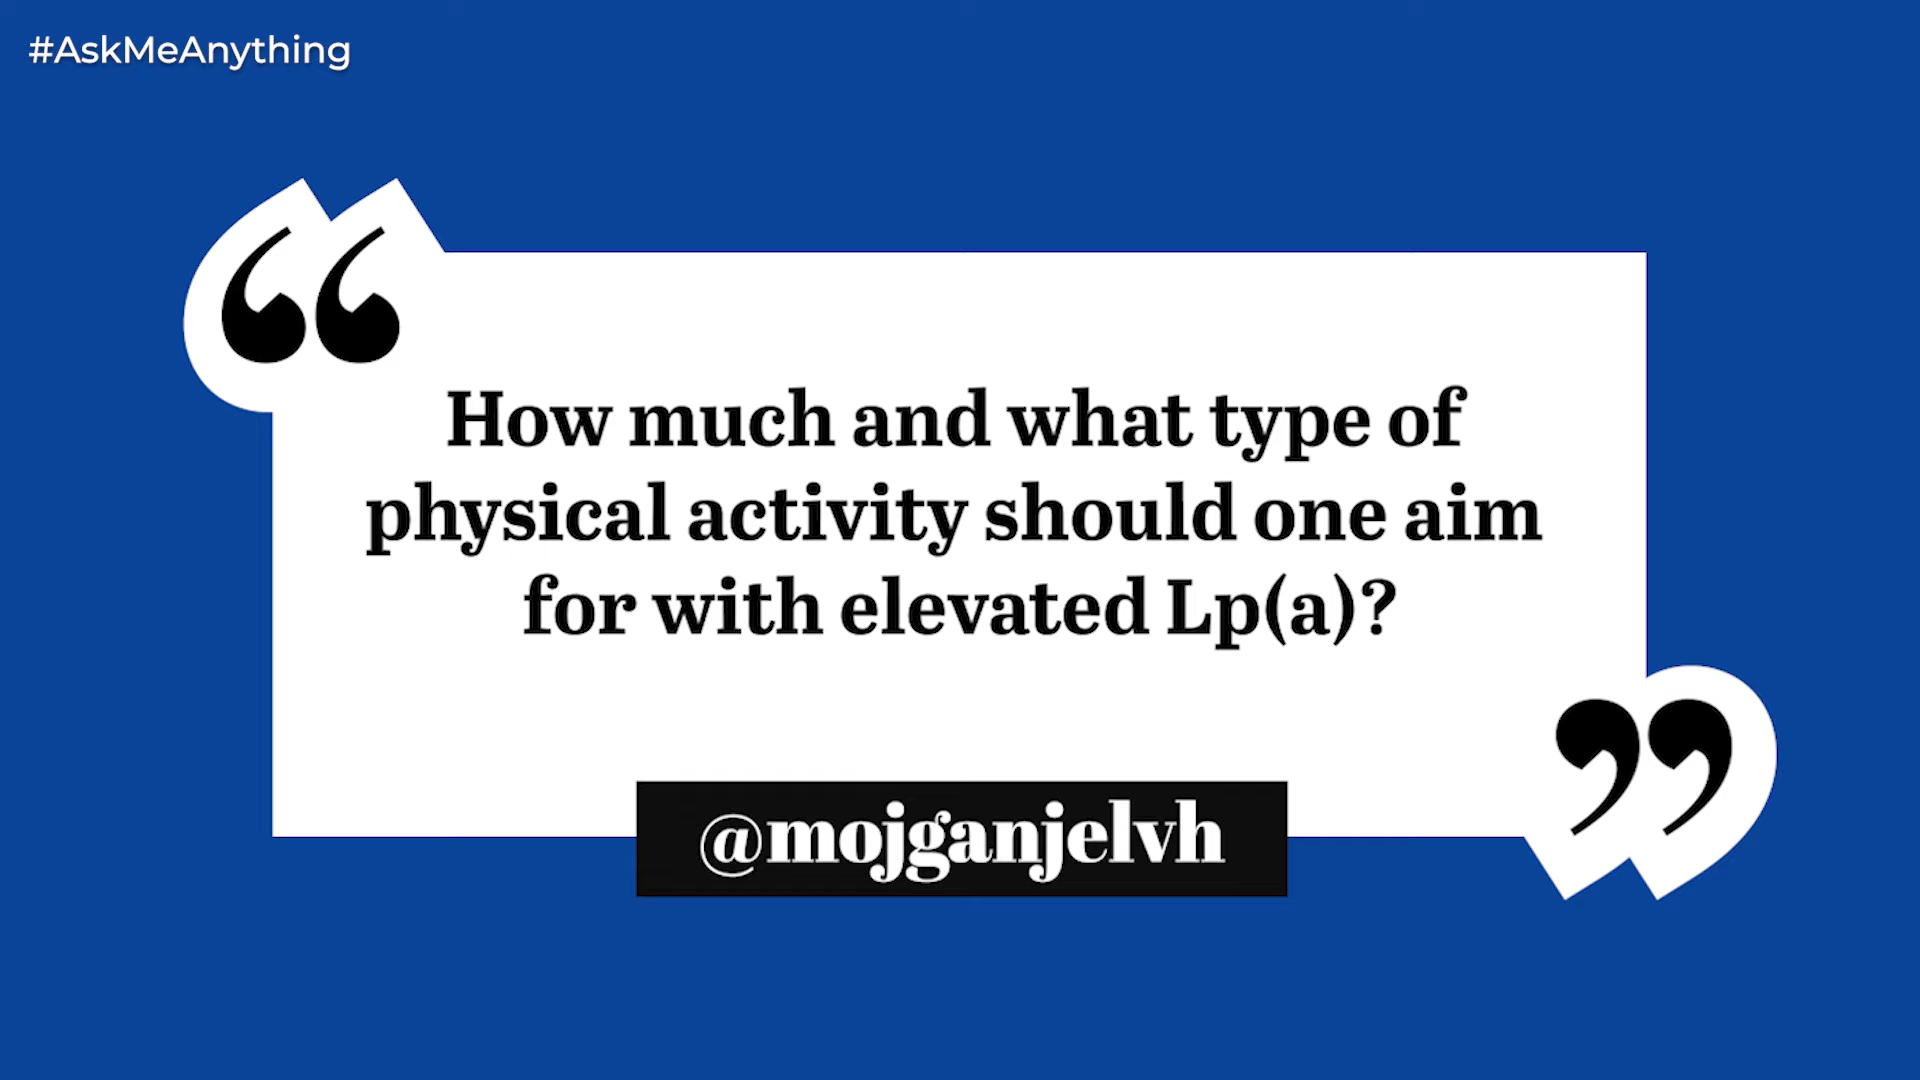 #AskMeAnything
“
How much and what type of
physical activity should one aim
for with elevated Lp(a)?
”
@mojganjelvh